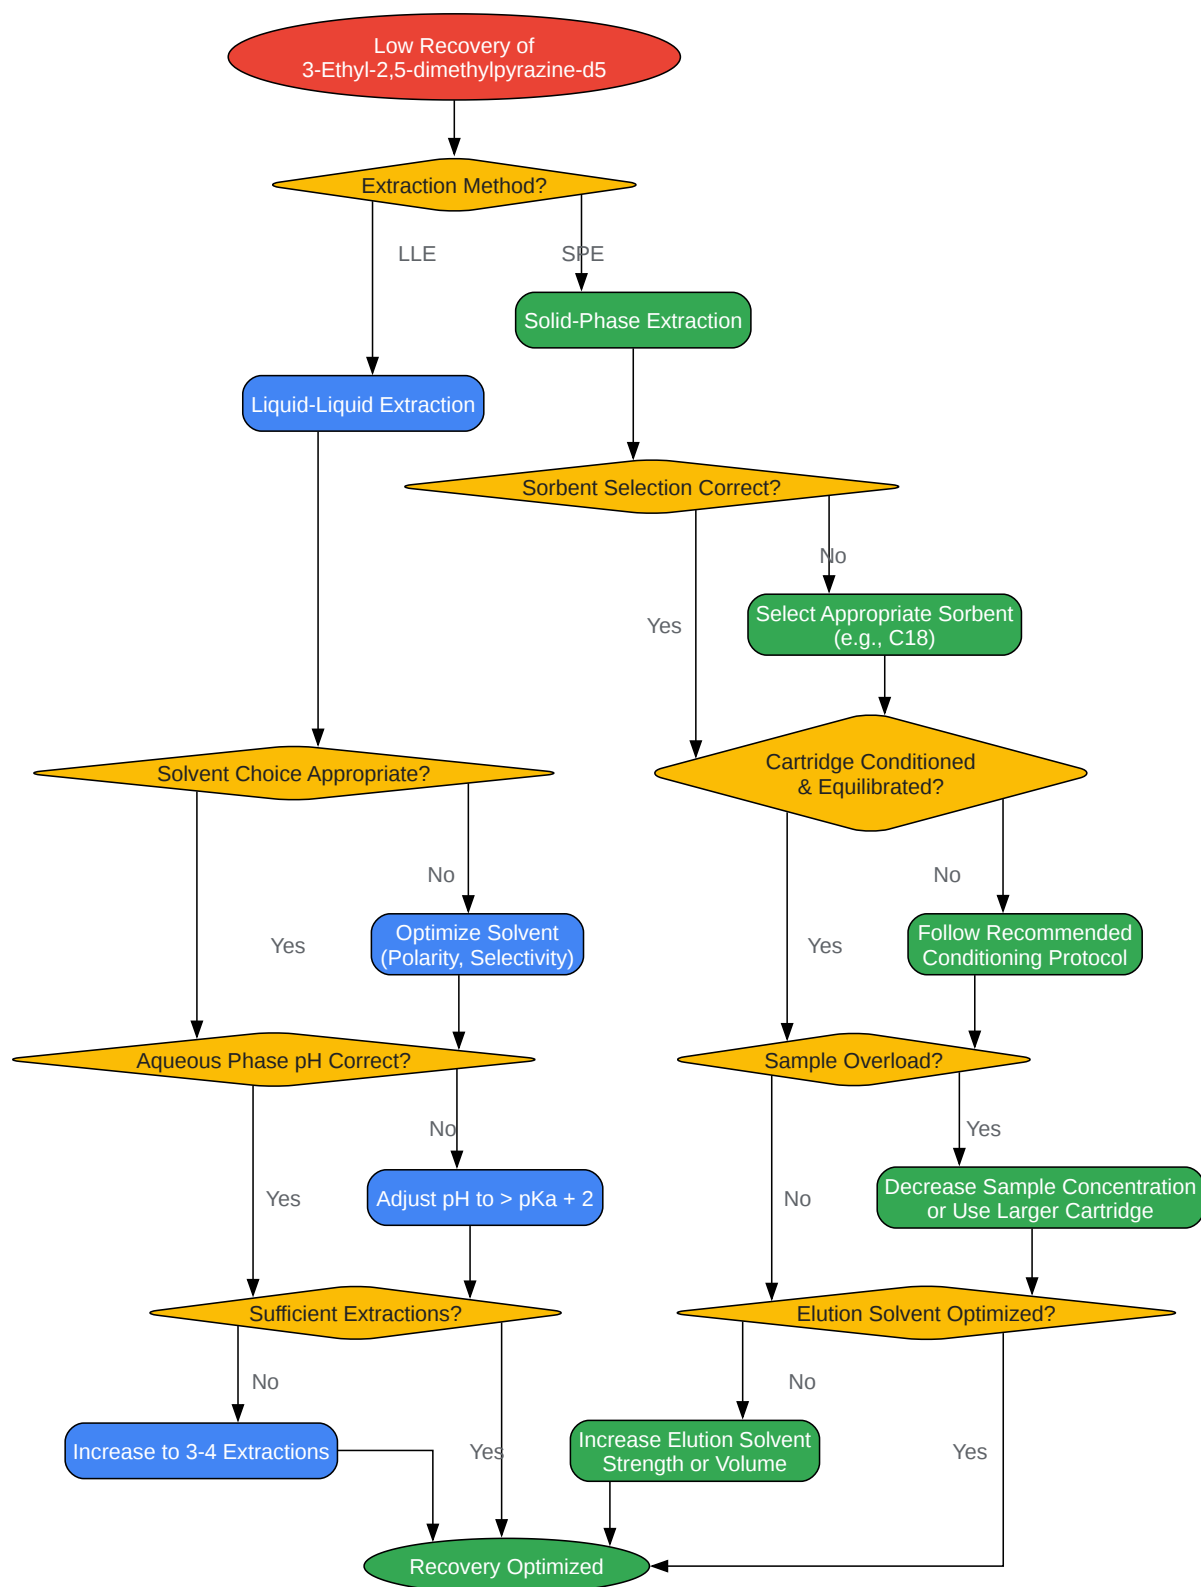 Low Recovery of
3-Ethyl-2,5-dimethylpyrazine-d5
Extraction Method?
LLE
SPE
Solid-Phase Extraction
Liquid-Liquid Extraction
Sorbent Selection Correct?
No
Yes
Select Appropriate Sorbent
(e.g., C18)
Solvent Choice Appropriate?
Cartridge Conditioned
& Equilibrated?
No
No
Yes
Optimize Solvent
(Polarity, Selectivity)
Yes
Follow Recommended
Conditioning Protocol
Aqueous Phase pH Correct?
Sample Overload?
No
Yes
Yes
Adjust pH to > pKa + 2
No
Decrease Sample Concentration
or Use Larger Cartridge
Sufficient Extractions?
Elution Solvent Optimized?
No
No
Increase to 3-4 Extractions
Yes
Increase Elution Solvent
Strength or Volume
Yes
Recovery Optimized